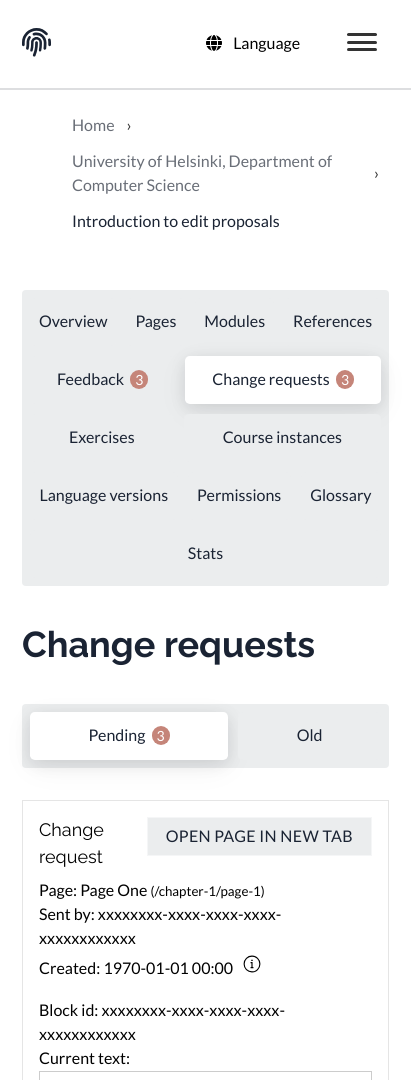 Language
Home ›
University of Helsinki, Department of
Computer Science ›
Introduction to edit proposals
Overview Pages Modules References
Feedback 3 Change requests 3
Exercises Course instances
Language versions Permissions Glossary
Stats
Change requests
Pending 3 Old
Change
request
OPEN PAGE IN NEW TAB
Page: Page One (/chapter-1/page-1)
Sent by: xxxxxxxx-xxxx-xxxx-xxxx-
xxxxxxxxxxxx
Created: 1970-01-01 00:00
Block id: xxxxxxxx-xxxx-xxxx-xxxx-
xxxxxxxxxxxx
Current text: